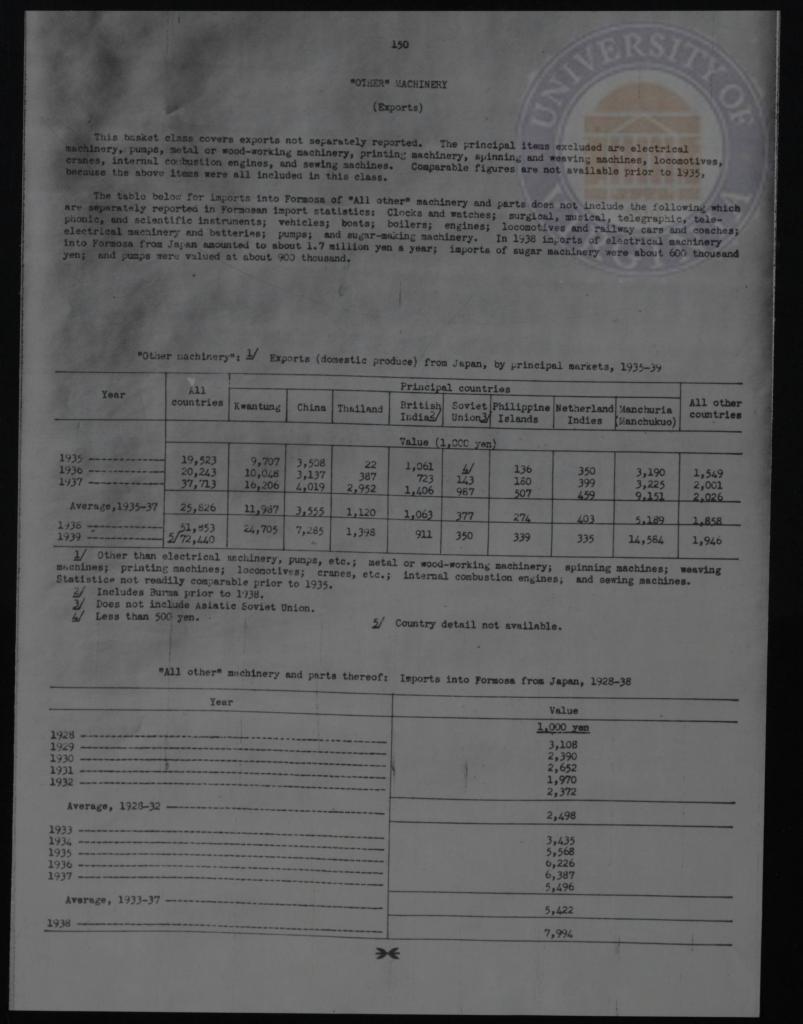 150
"OTHER" MACHINERY
(Exports)
This basket class covers exports not separately reported. The principal items excluded are electrical
machinery, pumps, metal or wood-working machinery, printing machinery, spinning and weaving machines, locomotives,
cranes, internal combustion engines, and sewing machines. Comparable figures are not available prior to 1935,
because the above items were all included in this class.
The table below for imports into Formosa of "All other" machinery and parts does not include the following which
are separately reported in Formosan import statistics: Clocks and watches; surgical, musical, telegraphic, tele-
phonic, and scientific instruments; vehicles; boats; boilers; engines; locomotives and railway cars and coaches;
electrical machinery and batteries; pumps; and sugar-making machinery. In 1938 imports of electrical machinery
into Formosa from Japan amounted to about 1.7 million yen a year; imports of sugar machinery were about 600 thousand
yen; and pumps were valued at about 900 thousand.
UNIVERSITY OF
"Other machinery": 1/ Exports (domestic produce) from Japan, by principal markets, 1935-39
Year | All countries | Principal countries | All other countries
Kwantung | China | Thailand | British India 2/ | Soviet Union 3/ | Philippine Islands | Netherland Indies | Manchuria (Manchukuo)
Value (1,000 yen)
1935 | 19,523 | 9,707 | 3,508 | 22 | 1,061 | 4/ | 136 | 350 | 3,190 | 1,549
1936 | 20,243 | 10,048 | 3,137 | 387 | 723 | 143 | 180 | 399 | 3,225 | 2,001
1937 | 37,713 | 16,206 | 4,019 | 2,952 | 1,406 | 987 | 507 | 459 | 9,151 | 2,026
Average, 1935-37 | 25,826 | 11,987 | 3,555 | 1,120 | 1,063 | 377 | 274 | 403 | 5,189 | 1,858
1938 | 51,853 | 24,705 | 7,285 | 1,398 | 911 | 350 | 339 | 335 | 14,584 | 1,946
1939 | 5/72,440
1/ Other than electrical machinery, pumps, etc.; metal or wood-working machinery; spinning machines; weaving
machines; printing machines; locomotives; cranes, etc.; internal combustion engines; and sewing machines.
Statistics not readily comparable prior to 1935.
2/ Includes Burma prior to 1938.
3/ Does not include Asiatic Soviet Union.
4/ Less than 500 yen.
5/ Country detail not available.
"All other" machinery and parts thereof: Imports into Formosa from Japan, 1928-38
Year | Value
1,000 yen
1928 | 3,108
1929 | 2,390
1930 | 2,652
1931 | 1,970
1932 | 2,372
Average, 1928-32 | 2,498
1933 | 3,435
1934 | 5,568
1935 | 6,226
1936 | 6,387
1937 | 5,496
Average, 1933-37 | 5,422
1938 | 7,994